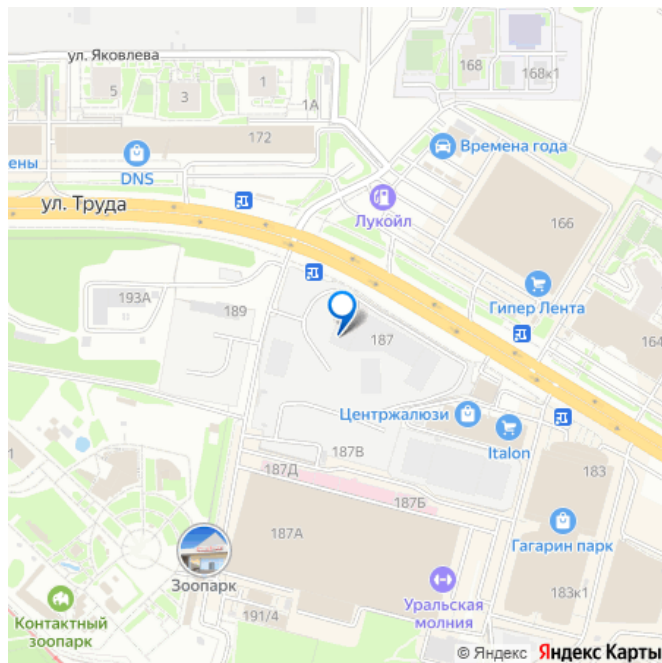 ул. Яковлева
5
3
1
1А
168
168к1
172
ены
DNS
Времена года
ул. Труда
Лукойл
166
193А
189
187
Гипер Лента
164
Центржалюзи
Italon
1
187В
187Д
183
187Б
187А
Гагарин парк
Зоопарк
183к1
Уральская
молния
191/4
Контактный
зоопарк
© Яндекс Яндекс Карты